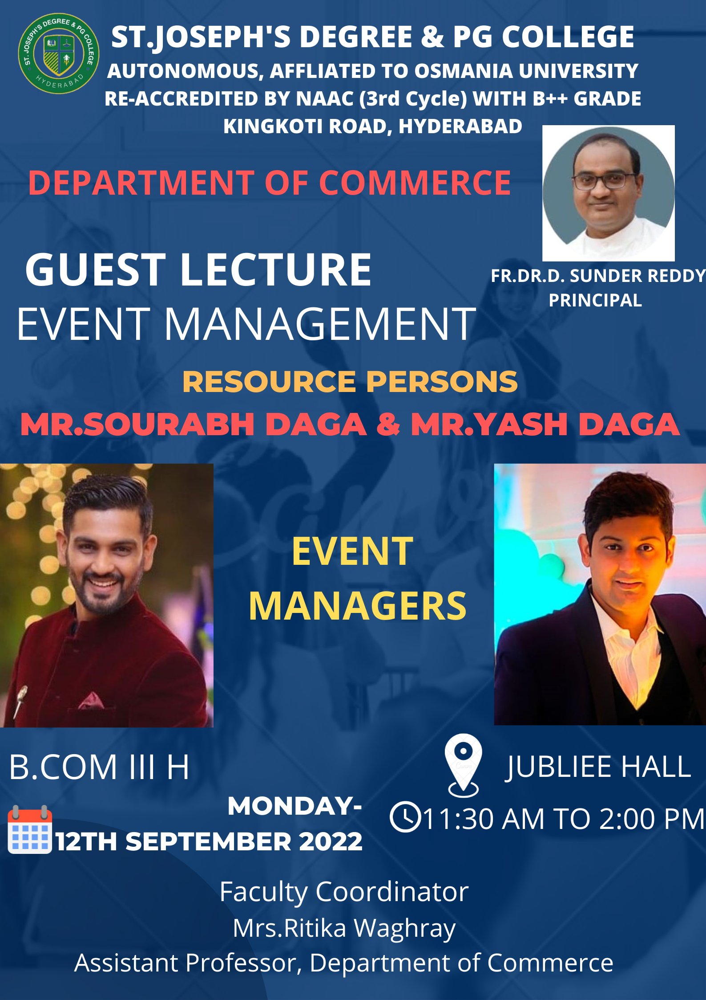 ST. JOSEPH'S DEGREE & PG COLLEGE
HYDERABAD
ST.JOSEPH'S DEGREE & PG COLLEGE
AUTONOMOUS, AFFLIATED TO OSMANIA UNIVERSITY
RE-ACCREDITED BY NAAC (3rd Cycle) WITH B++ GRADE
KINGKOTI ROAD, HYDERABAD
DEPARTMENT OF COMMERCE
FR.DR.D. SUNDER REDDY
PRINCIPAL
GUEST LECTURE
EVENT MANAGEMENT
RESOURCE PERSONS
MR.SOURABH DAGA & MR.YASH DAGA
Canva
EVENT
MANAGERS
B.COM III H
Canva
JUBLIEE HALL
MONDAY-
12TH SEPTEMBER 2022
11:30 AM TO 2:00 PM
Faculty Coordinator
Mrs.Ritika Waghray
Assistant Professor, Department of Commerce